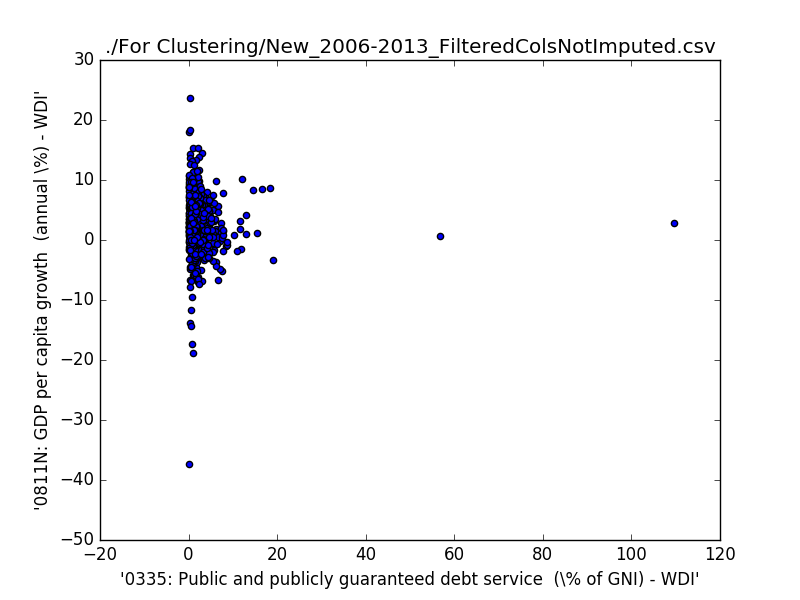 ./For Clustering/New_2006-2013_FilteredColsNotImputed.csv
30
20
10
0
−10
−20
−30
−40
−50
'0811N: GDP per capita growth  (annual \%) - WDI'
−20 0 20 40 60 80 100 120
'0335: Public and publicly guaranteed debt service  (\% of GNI) - WDI'